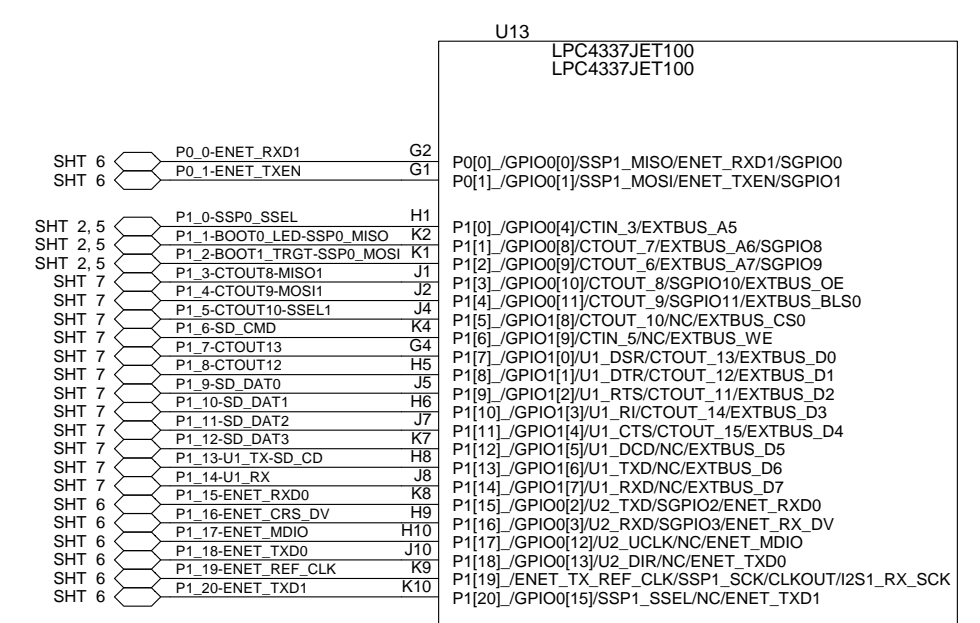 U13
LPC4337JET100
LPC4337JET100
SHT 6 P0_0-ENET_RXD1 G2 P0[0]_/GPIO0[0]/SSP1_MISO/ENET_RXD1/SGPIO0
SHT 6 P0_1-ENET_TXEN G1 P0[1]_/GPIO0[1]/SSP1_MOSI/ENET_TXEN/SGPIO1
SHT 2, 5 P1_0-SSP0_SSEL H1 P1[0]_/GPIO0[4]/CTIN_3/EXTBUS_A5
SHT 2, 5 P1_1-BOOT0_LED-SSP0_MISO K2 P1[1]_/GPIO0[8]/CTOUT_7/EXTBUS_A6/SGPIO8
SHT 2, 5 P1_2-BOOT1_TRGT-SSP0_MOSI K1 P1[2]_/GPIO0[9]/CTOUT_6/EXTBUS_A7/SGPIO9
SHT 7 P1_3-CTOUT8-MISO1 J1 P1[3]_/GPIO0[10]/CTOUT_8/SGPIO10/EXTBUS_OE
SHT 7 P1_4-CTOUT9-MOSI1 J2 P1[4]_/GPIO0[11]/CTOUT_9/SGPIO11/EXTBUS_BLS0
SHT 7 P1_5-CTOUT10-SSEL1 J4 P1[5]_/GPIO1[8]/CTOUT_10/NC/EXTBUS_CS0
SHT 7 P1_6-SD_CMD K4 P1[6]_/GPIO1[9]/CTIN_5/NC/EXTBUS_WE
SHT 7 P1_7-CTOUT13 G4 P1[7]_/GPIO1[0]/U1_DSR/CTOUT_13/EXTBUS_D0
SHT 7 P1_8-CTOUT12 H5 P1[8]_/GPIO1[1]/U1_DTR/CTOUT_12/EXTBUS_D1
SHT 7 P1_9-SD_DAT0 J5 P1[9]_/GPIO1[2]/U1_RTS/CTOUT_11/EXTBUS_D2
SHT 7 P1_10-SD_DAT1 H6 P1[10]_/GPIO1[3]/U1_RI/CTOUT_14/EXTBUS_D3
SHT 7 P1_11-SD_DAT2 J7 P1[11]_/GPIO1[4]/U1_CTS/CTOUT_15/EXTBUS_D4
SHT 7 P1_12-SD_DAT3 K7 P1[12]_/GPIO1[5]/U1_DCD/NC/EXTBUS_D5
SHT 7 P1_13-U1_TX-SD_CD H8 P1[13]_/GPIO1[6]/U1_TXD/NC/EXTBUS_D6
SHT 7 P1_14-U1_RX J8 P1[14]_/GPIO1[7]/U1_RXD/NC/EXTBUS_D7
SHT 6 P1_15-ENET_RXD0 K8 P1[15]_/GPIO0[2]/U2_TXD/SGPIO2/ENET_RXD0
SHT 6 P1_16-ENET_CRS_DV H9 P1[16]_/GPIO0[3]/U2_RXD/SGPIO3/ENET_RX_DV
SHT 6 P1_17-ENET_MDIO H10 P1[17]_/GPIO0[12]/U2_UCLK/NC/ENET_MDIO
SHT 6 P1_18-ENET_TXD0 J10 P1[18]_/GPIO0[13]/U2_DIR/NC/ENET_TXD0
SHT 6 P1_19-ENET_REF_CLK K9 P1[19]_/ENET_TX_REF_CLK/SSP1_SCK/CLKOUT/I2S1_RX_SCK
SHT 6 P1_20-ENET_TXD1 K10 P1[20]_/GPIO0[15]/SSP1_SSEL/NC/ENET_TXD1